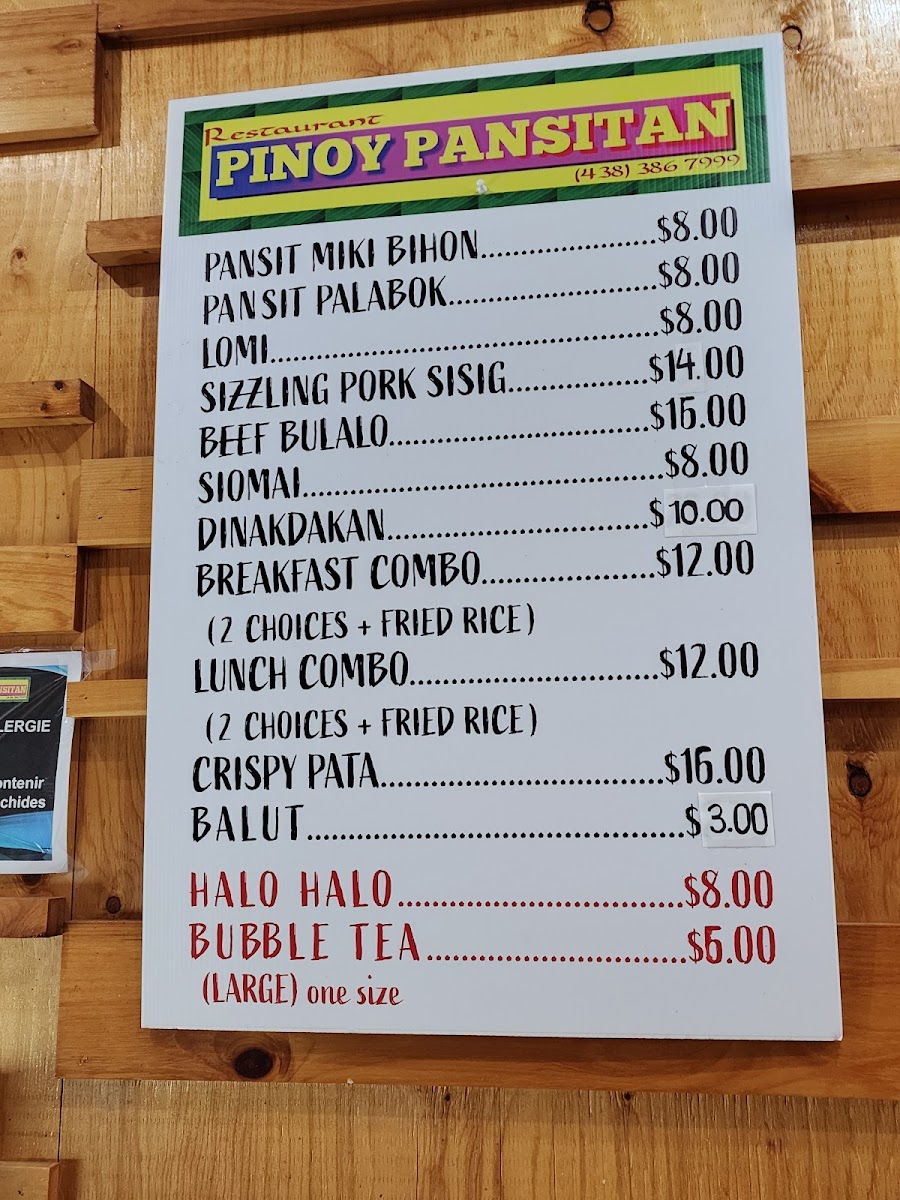 Restaurant
PINOY PANSITAN
(438) 386 7999
PANSIT MIKI BIHON.....................$8.00
PANSIT PALABOK.........................$8.00
LOMI...............................................$8.00
SIZZLING PORK SISIG.................$14.00
BEEF BULALO................................$15.00
SIOMAI............................................$8.00
DINAKDAKAN................................$10.00
BREAKFAST COMBO.....................$12.00
(2 CHOICES + FRIED RICE)
LUNCH COMBO..............................$12.00
(2 CHOICES + FRIED RICE)
CRISPY PATA..................................$16.00
BALUT..............................................$3.00
HALO HALO..................................$8.00
BUBBLE TEA................................$5.00
(LARGE) one size
NSITAN
LERGIE
ontenir
chides